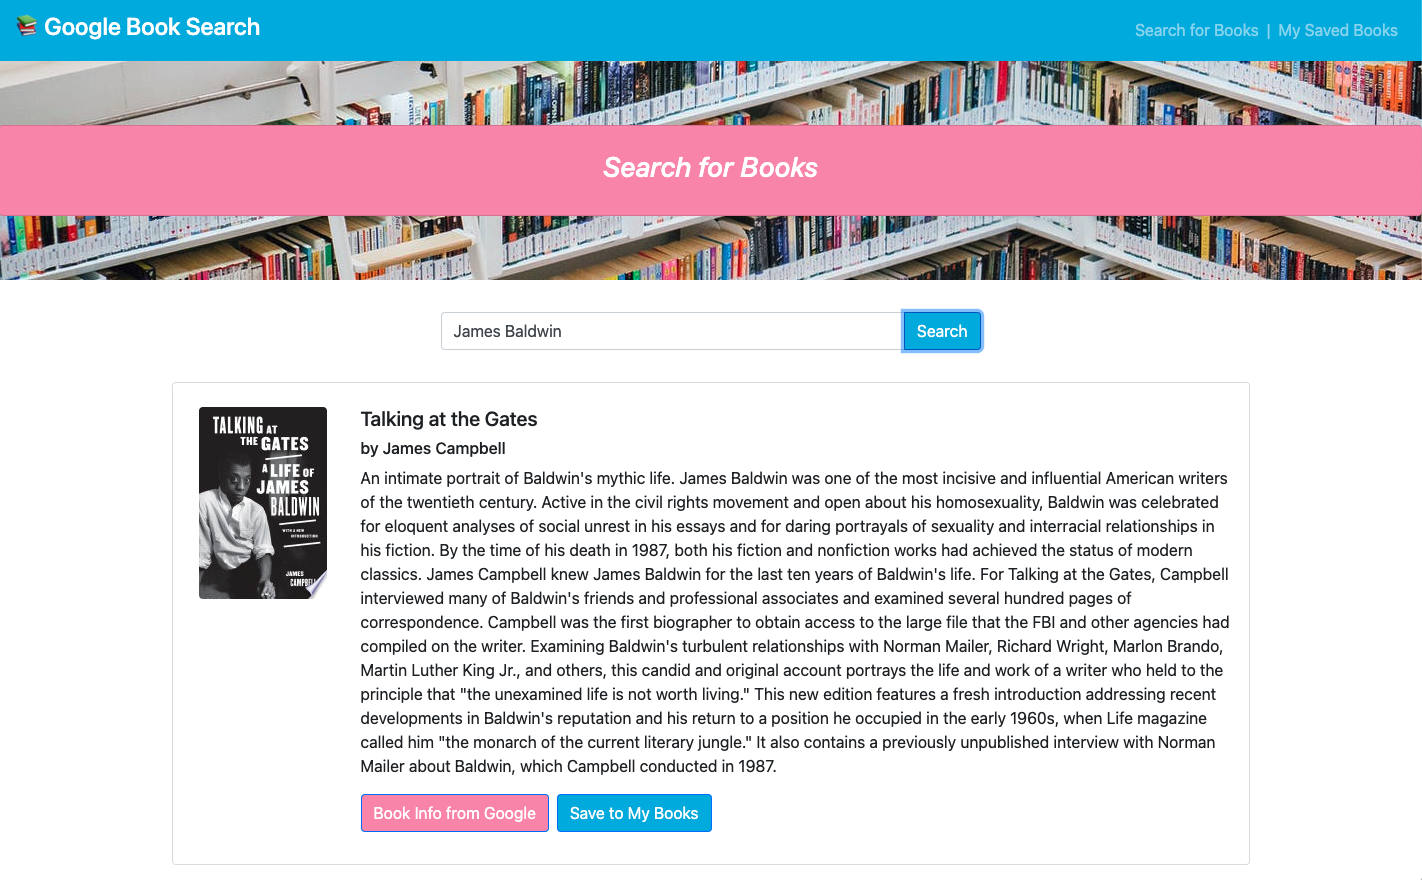 Google Book Search
Search for Books | My Saved Books
Search for Books
James Baldwin
Search
TALKING AT
THE GATES
A LIFE OF
JAMES
BALDWIN
WITH A NEW
INTRODUCTION
JAMES
CAMPBELL
Talking at the Gates
by James Campbell
An intimate portrait of Baldwin's mythic life. James Baldwin was one of the most incisive and influential American writers
of the twentieth century. Active in the civil rights movement and open about his homosexuality, Baldwin was celebrated
for eloquent analyses of social unrest in his essays and for daring portrayals of sexuality and interracial relationships in
his fiction. By the time of his death in 1987, both his fiction and nonfiction works had achieved the status of modern
classics. James Campbell knew James Baldwin for the last ten years of Baldwin's life. For Talking at the Gates, Campbell
interviewed many of Baldwin's friends and professional associates and examined several hundred pages of
correspondence. Campbell was the first biographer to obtain access to the large file that the FBI and other agencies had
compiled on the writer. Examining Baldwin's turbulent relationships with Norman Mailer, Richard Wright, Marlon Brando,
Martin Luther King Jr., and others, this candid and original account portrays the life and work of a writer who held to the
principle that "the unexamined life is not worth living." This new edition features a fresh introduction addressing recent
developments in Baldwin's reputation and his return to a position he occupied in the early 1960s, when Life magazine
called him "the monarch of the current literary jungle." It also contains a previously unpublished interview with Norman
Mailer about Baldwin, which Campbell conducted in 1987.
Book Info from Google
Save to My Books